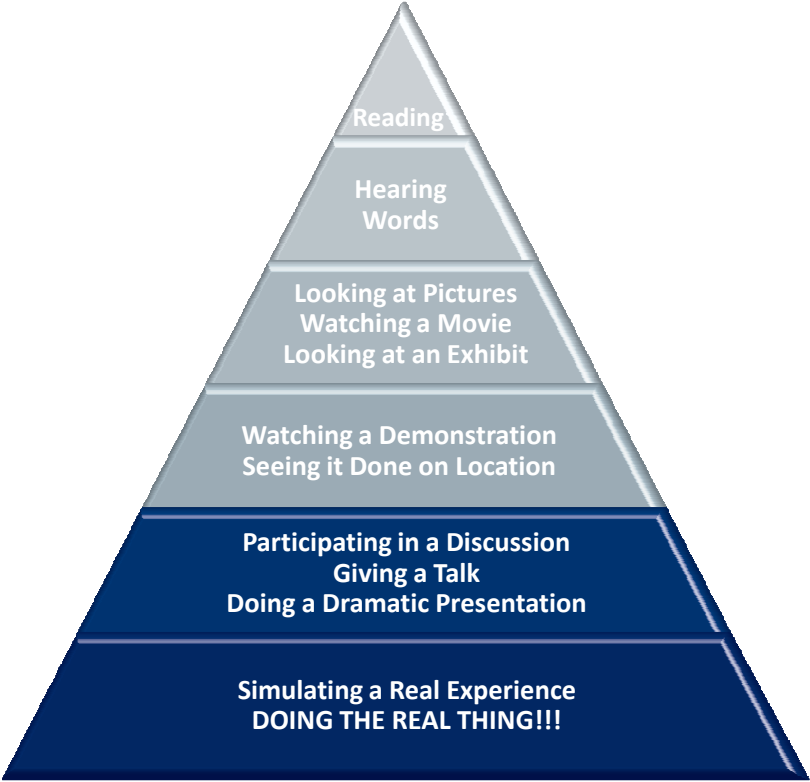 Reading
Hearing
Words
Looking at Pictures
Watching a Movie
Looking at an Exhibit
Watching a Demonstration
Seeing it Done on Location
Participating in a Discussion
Giving a Talk
Doing a Dramatic Presentation
Simulating a Real Experience
DOING THE REAL THING!!!